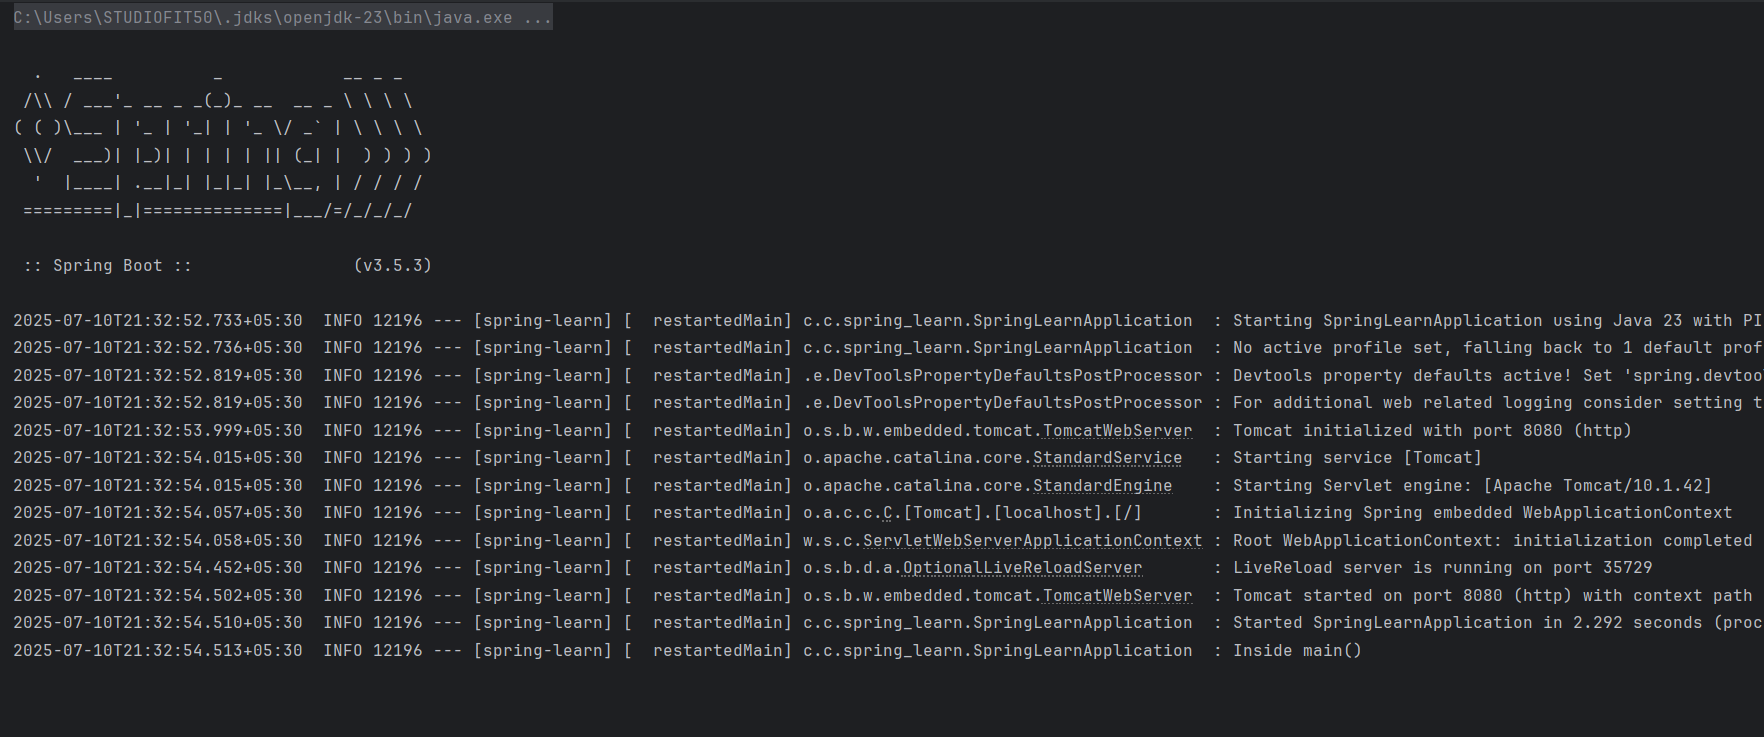 C:\Users\STUDIOFIT50\.jdks\openjdk-23\bin\java.exe ...
  .   ____          _            __ _ _
 /\\ / ___'_ __ _ _(_)_ __  __ _ \ \ \ \
( ( )\___ | '_ | '_| | '_ \/ _` | \ \ \ \
 \\/  ___)| |_)| | | | | || (_| |  ) ) ) )
  '  |____| .__|_| |_|_| |_\__, | / / / /
 =========|_|==============|___/=/_/_/_/
 :: Spring Boot ::                (v3.5.3)
2025-07-10T21:32:52.733+05:30  INFO 12196 --- [spring-learn] [  restartedMain] c.c.spring_learn.SpringLearnApplication  : Starting SpringLearnApplication using Java 23 with PI
2025-07-10T21:32:52.736+05:30  INFO 12196 --- [spring-learn] [  restartedMain] c.c.spring_learn.SpringLearnApplication  : No active profile set, falling back to 1 default prof
2025-07-10T21:32:52.819+05:30  INFO 12196 --- [spring-learn] [  restartedMain] .e.DevToolsPropertyDefaultsPostProcessor : Devtools property defaults active! Set 'spring.devtoo
2025-07-10T21:32:52.819+05:30  INFO 12196 --- [spring-learn] [  restartedMain] .e.DevToolsPropertyDefaultsPostProcessor : For additional web related logging consider setting t
2025-07-10T21:32:53.999+05:30  INFO 12196 --- [spring-learn] [  restartedMain] o.s.b.w.embedded.tomcat.TomcatWebServer  : Tomcat initialized with port 8080 (http)
2025-07-10T21:32:54.015+05:30  INFO 12196 --- [spring-learn] [  restartedMain] o.apache.catalina.core.StandardService   : Starting service [Tomcat]
2025-07-10T21:32:54.015+05:30  INFO 12196 --- [spring-learn] [  restartedMain] o.apache.catalina.core.StandardEngine    : Starting Servlet engine: [Apache Tomcat/10.1.42]
2025-07-10T21:32:54.057+05:30  INFO 12196 --- [spring-learn] [  restartedMain] o.a.c.c.C.[Tomcat].[localhost].[/]       : Initializing Spring embedded WebApplicationContext
2025-07-10T21:32:54.058+05:30  INFO 12196 --- [spring-learn] [  restartedMain] w.s.c.ServletWebServerApplicationContext : Root WebApplicationContext: initialization completed
2025-07-10T21:32:54.452+05:30  INFO 12196 --- [spring-learn] [  restartedMain] o.s.b.d.a.OptionalLiveReloadServer       : LiveReload server is running on port 35729
2025-07-10T21:32:54.502+05:30  INFO 12196 --- [spring-learn] [  restartedMain] o.s.b.w.embedded.tomcat.TomcatWebServer  : Tomcat started on port 8080 (http) with context path
2025-07-10T21:32:54.510+05:30  INFO 12196 --- [spring-learn] [  restartedMain] c.c.spring_learn.SpringLearnApplication  : Started SpringLearnApplication in 2.292 seconds (proc
2025-07-10T21:32:54.513+05:30  INFO 12196 --- [spring-learn] [  restartedMain] c.c.spring_learn.SpringLearnApplication  : Inside main()